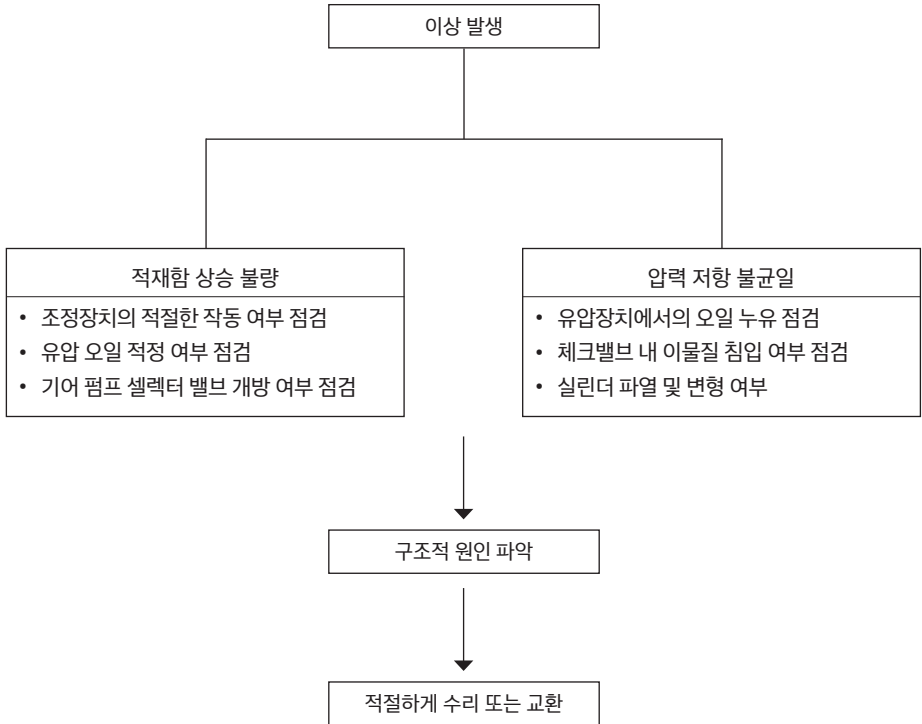 이상 발생
적재함 상승 불량
• 조정장치의 적절한 작동 여부 점검
• 유압 오일 적정 여부 점검
• 기어 펌프 셀렉터 밸브 개방 여부 점검
압력 저항 불균일
• 유압장치에서의 오일 누유 점검
• 체크밸브 내 이물질 침입 여부 점검
• 실린더 파열 및 변형 여부
구조적 원인 파악
적절하게 수리 또는 교환